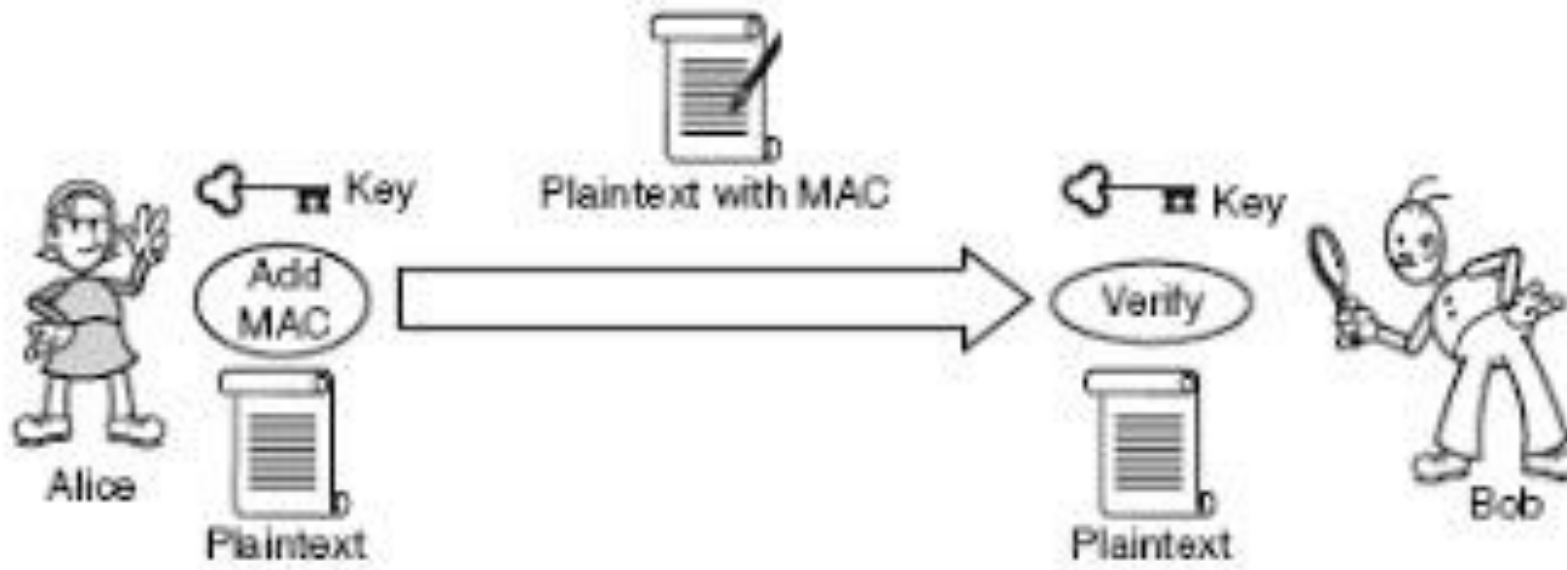 Plaintext with MAC
Key
Key
Add
MAC
Verify
Alice
Plaintext
Plaintext
Bob